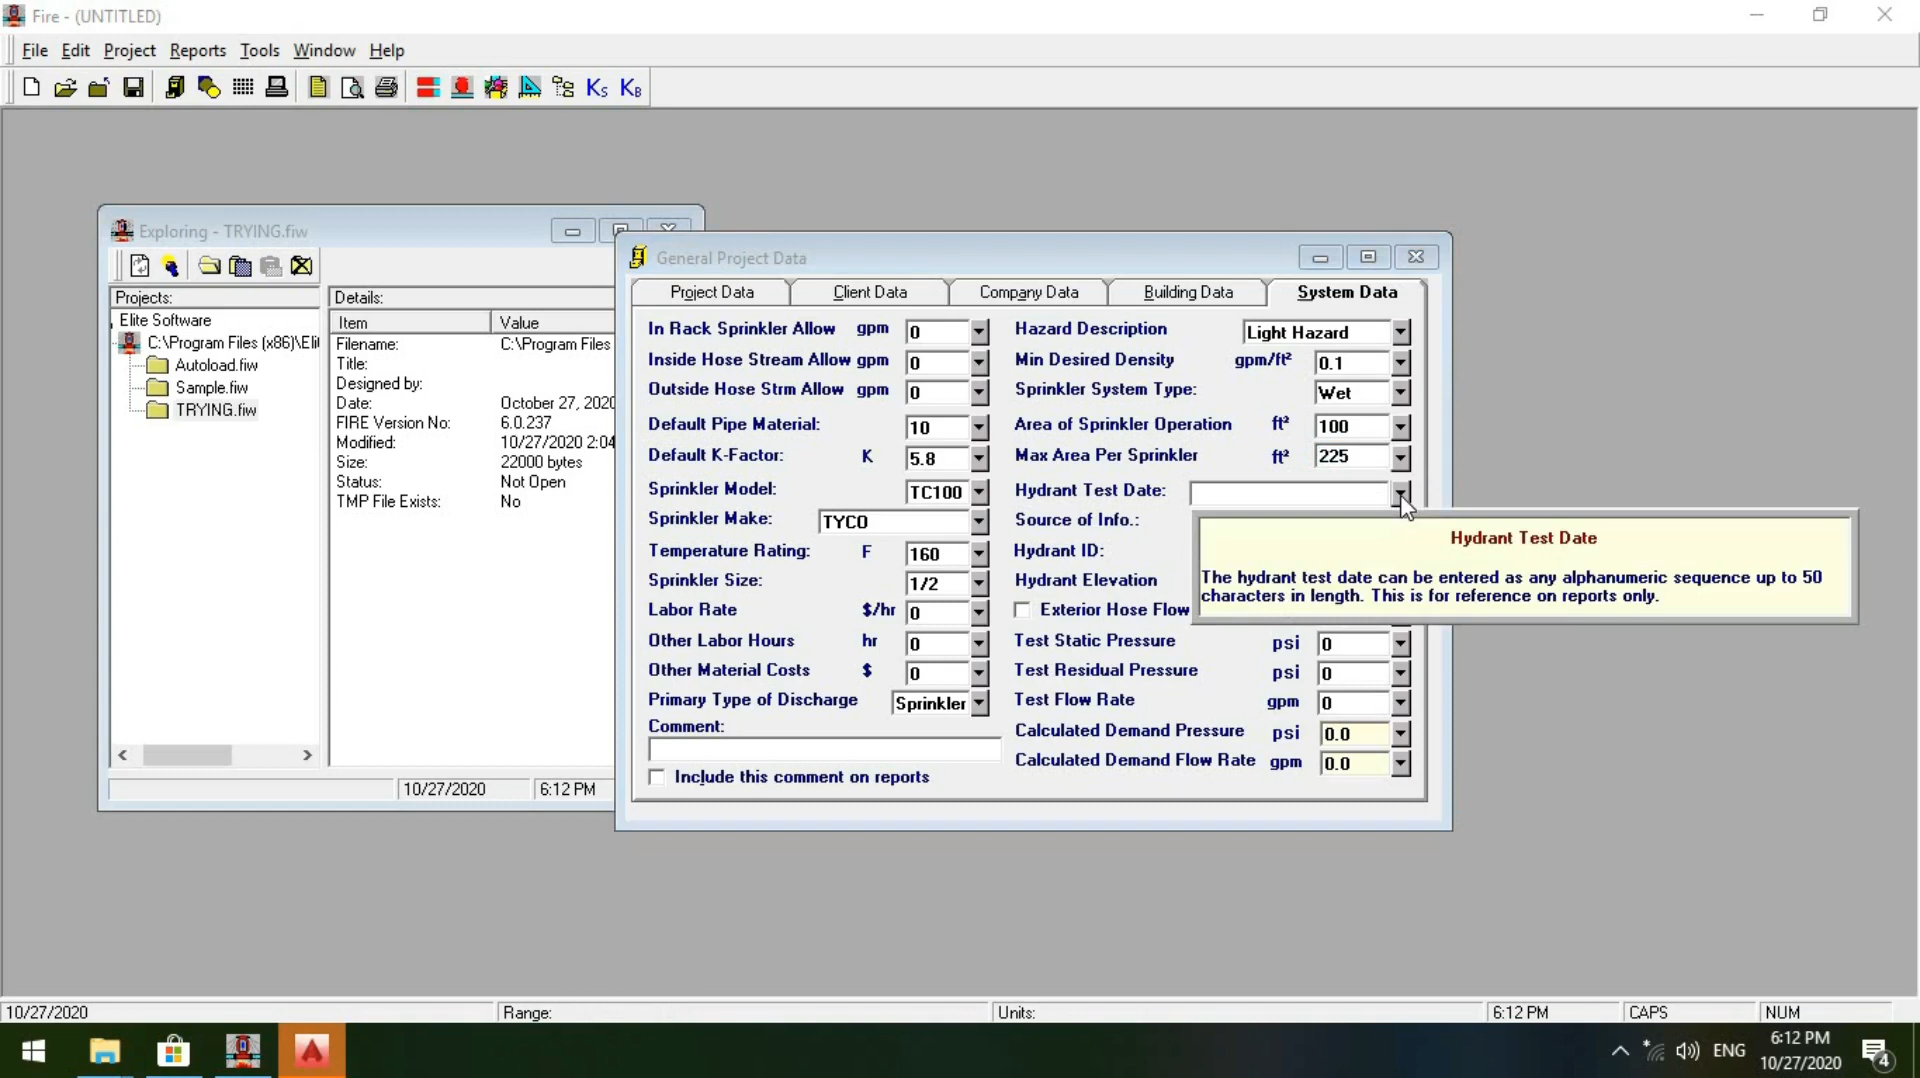 Fire - (UNTITLED)
File Edit Project Reports Tools Window Help
Ks KB
Exploring - TRYING.fiw
Projects:
Elite Software
C:\Program Files (x86)\Eli
Autoload.fiw
Sample.fiw
TRYING.fiw
Details:
Item Value
Filename: C:\Program Files
Title:
Designed by:
Date: October 27, 2020
FIRE Version No: 6.0.237
Modified: 10/27/2020 2:04
Size: 22000 bytes
Status: Not Open
TMP File Exists: No
10/27/2020 6:12 PM
General Project Data
Project Data Client Data Company Data Building Data System Data
In Rack Sprinkler Allow gpm 0
Inside Hose Stream Allow gpm 0
Outside Hose Strm Allow gpm 0
Default Pipe Material: 10
Default K-Factor: K 5.8
Sprinkler Model: TC100
Sprinkler Make: TYCO
Temperature Rating: F 160
Sprinkler Size: 1/2
Labor Rate $/hr 0
Other Labor Hours hr 0
Other Material Costs $ 0
Primary Type of Discharge Sprinkler
Comment:
Include this comment on reports
Hazard Description Light Hazard
Min Desired Density gpm/ft² 0.1
Sprinkler System Type: Wet
Area of Sprinkler Operation ft² 100
Max Area Per Sprinkler ft² 225
Hydrant Test Date:
Source of Info.:
Hydrant ID:
Hydrant Elevation
Exterior Hose Flow
Test Static Pressure psi 0
Test Residual Pressure psi 0
Test Flow Rate gpm 0
Calculated Demand Pressure psi 0.0
Calculated Demand Flow Rate gpm 0.0
Hydrant Test Date
The hydrant test date can be entered as any alphanumeric sequence up to 50
characters in length. This is for reference on reports only.
10/27/2020 Range: Units: 6:12 PM CAPS NUM
ENG
6:12 PM
10/27/2020
4